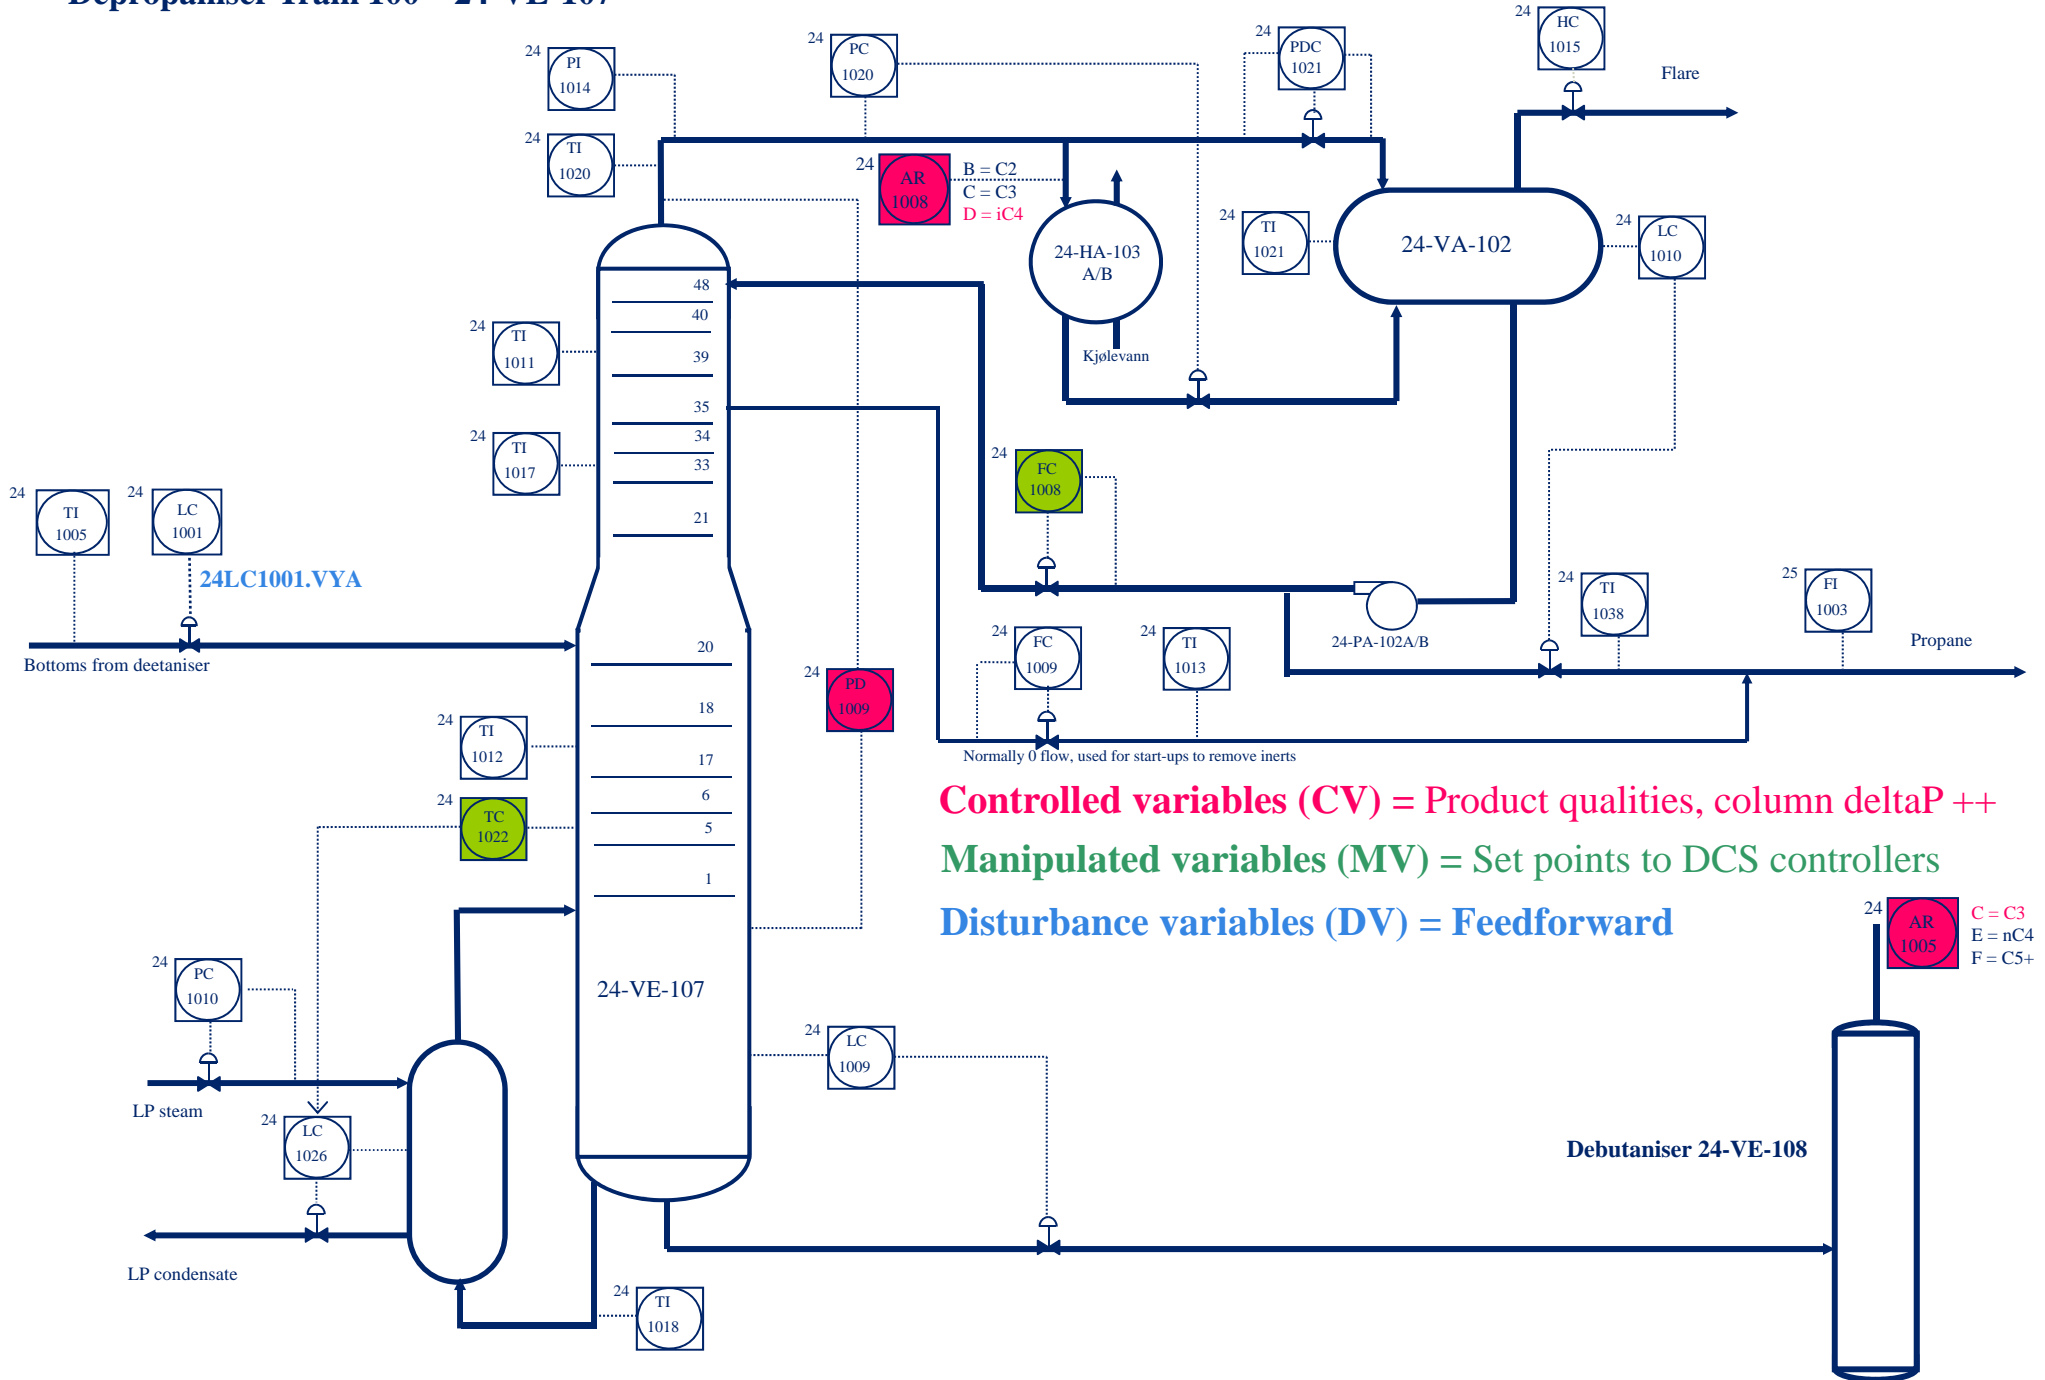 Depropaniser Train 100 – 24-VE-107
24 PI 1014
24 PC 1020
24 PDC 1021
24 HC 1015
Flare
24 TI 1020
24 AR 1008
B = C2
C = C3
D = iC4
24-HA-103
A/B
Kjølevann
24 TI 1021
24-VA-102
24 LC 1010
48
40
39
35
34
33
21
24 TI 1011
24 TI 1017
24 TI 1005
24 LC 1001
24LC1001.VYA
Bottoms from deetaniser
24 FC 1008
24-PA-102A/B
24 TI 1038
25 FI 1003
Propane
24 FC 1009
24 TI 1013
Normally 0 flow, used for start-ups to remove inerts
20
18
17
6
5
1
24 PD 1009
24 TI 1012
24 TC 1022
Controlled variables (CV) = Product qualities, column deltaP ++
Manipulated variables (MV) = Set points to DCS controllers
Disturbance variables (DV) = Feedforward
24 AR 1005
C = C3
E = nC4
F = C5+
24 PC 1010
24-VE-107
24 LC 1009
LP steam
24 LC 1026
Debutaniser 24-VE-108
LP condensate
24 TI 1018